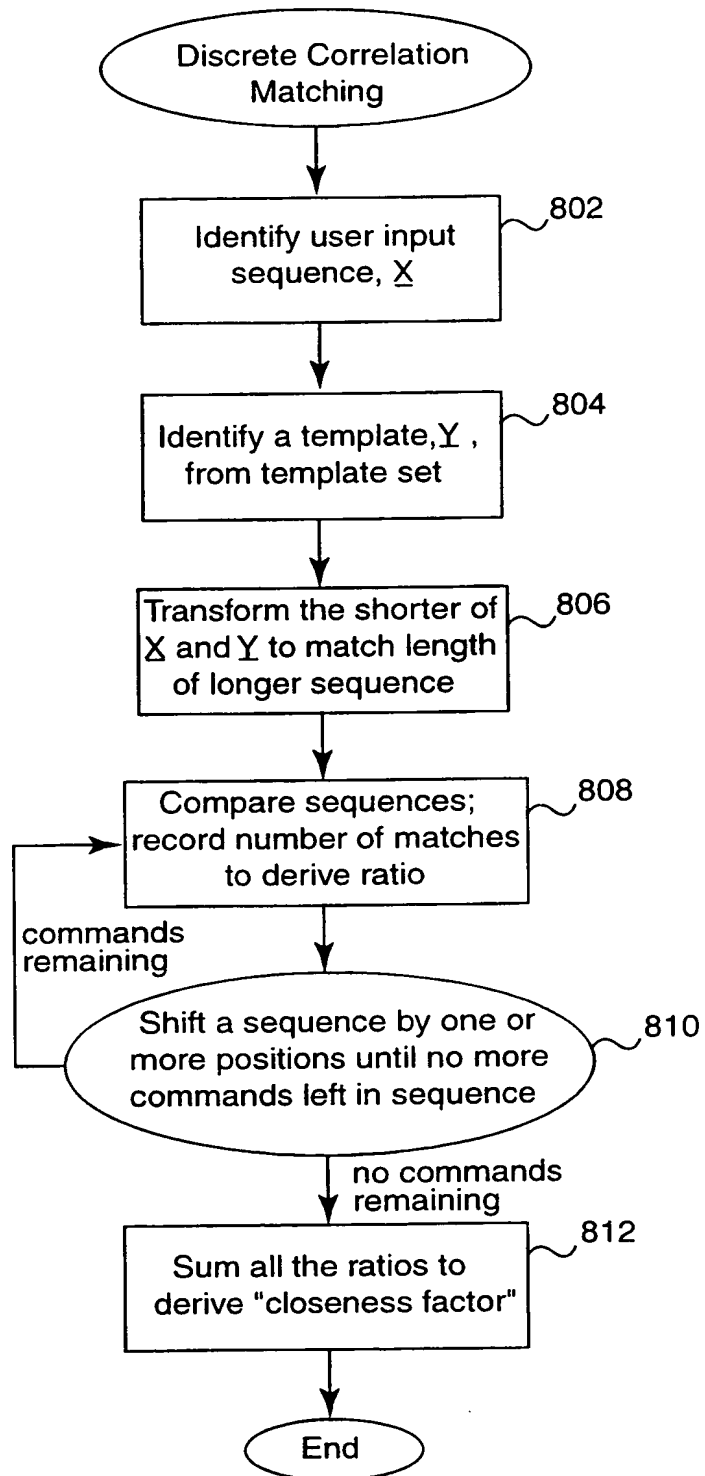 Discrete Correlation
Matching
802
Identify user input
sequence, X
804
Identify a template,Y ,
from template set
806
Transform the shorter of
X and Y to match length
of longer sequence
808
Compare sequences;
record number of matches
to derive ratio
commands
remaining
810
Shift a sequence by one or
more positions until no more
commands left in sequence
no commands
remaining
812
Sum all the ratios to
derive "closeness factor"
End